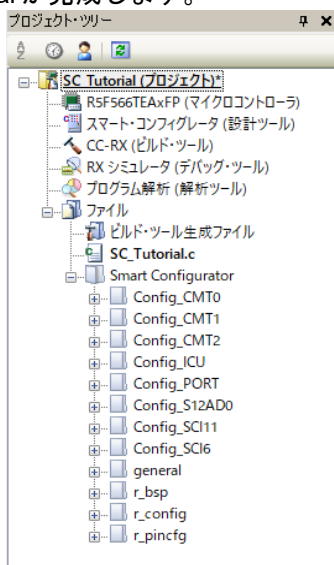 が完成します。
プロジェクト・ツリー
SC_Tutorial (プロジェクト)*
R5F566TEAxFP (マイクロコントローラ)
スマート・コンフィグレータ (設計ツール)
CC-RX (ビルド・ツール)
RX シミュレータ (デバッグ・ツール)
プログラム解析 (解析ツール)
ファイル
ビルド・ツール生成ファイル
SC_Tutorial.c
Smart Configurator
Config_CMT0
Config_CMT1
Config_CMT2
Config_ICU
Config_PORT
Config_S12AD0
Config_SCI11
Config_SCI6
general
r_bsp
r_config
r_pincfg